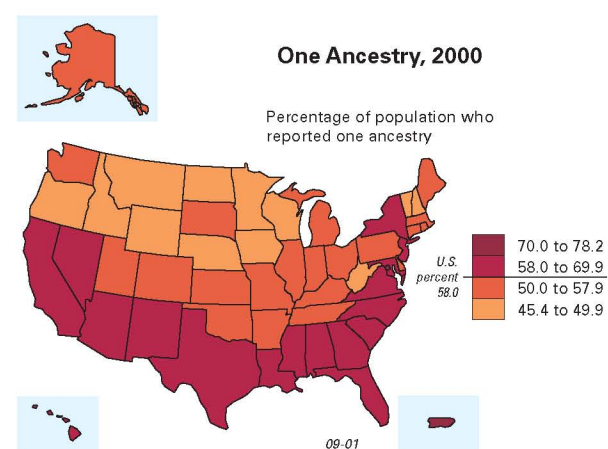 One Ancestry, 2000
Percentage of population who
reported one ancestry
70.0 to 78.2
58.0 to 69.9
U.S.
percent
58.0
50.0 to 57.9
45.4 to 49.9
09-01